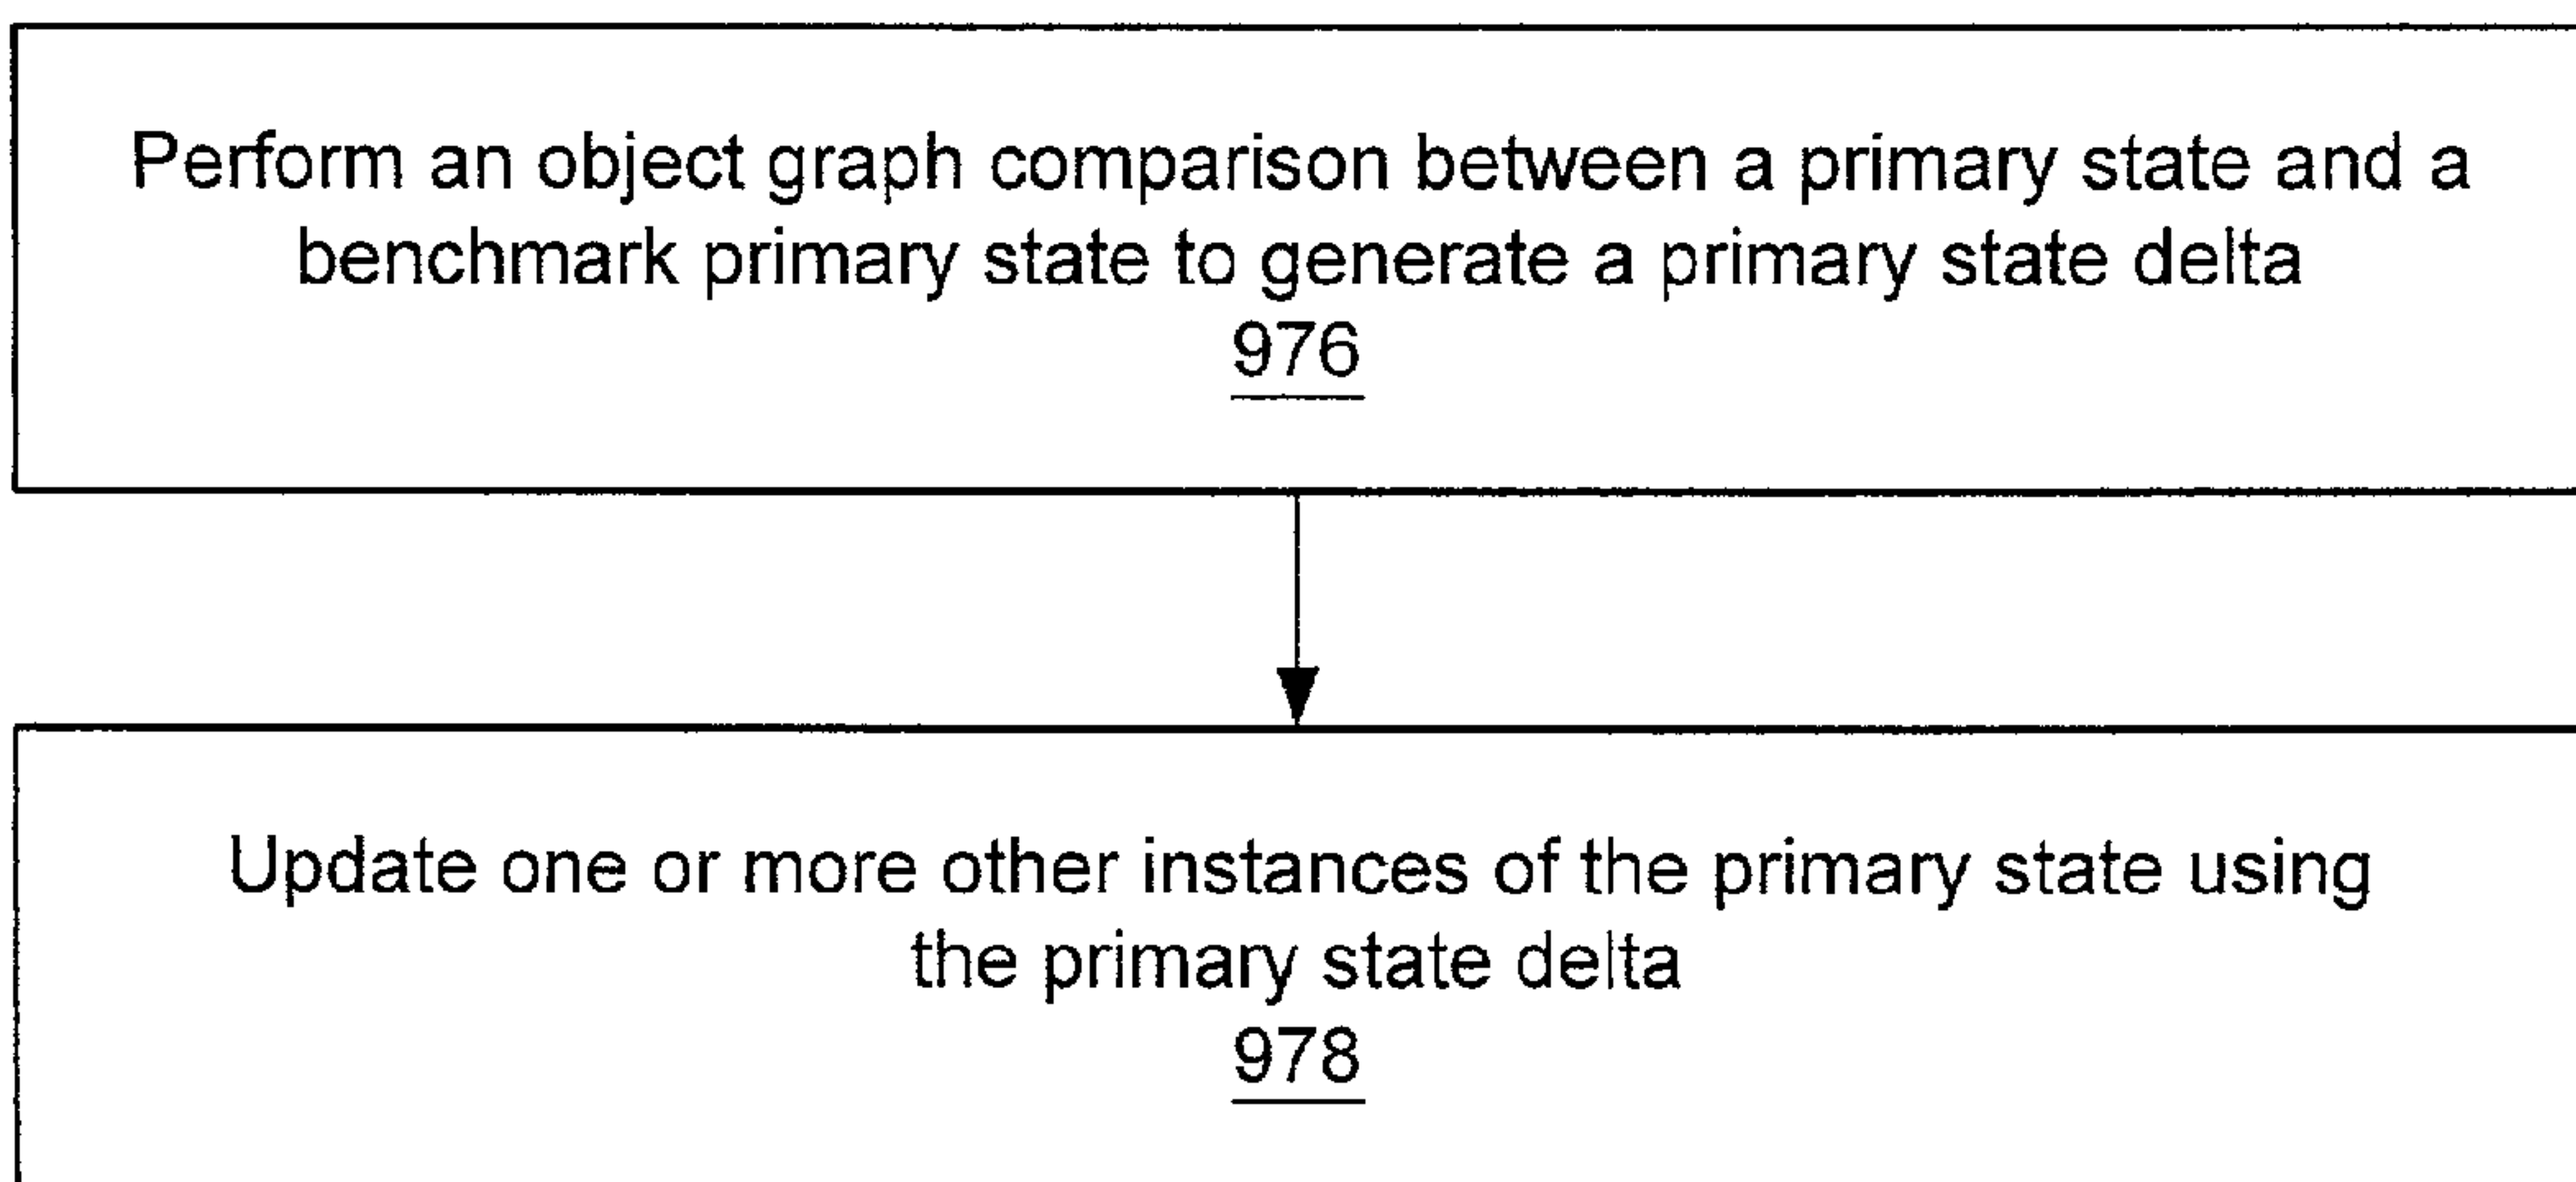 Perform an object graph comparison between a primary state and a
benchmark primary state to generate a primary state delta
976
Update one or more other instances of the primary state using
the primary state delta
978